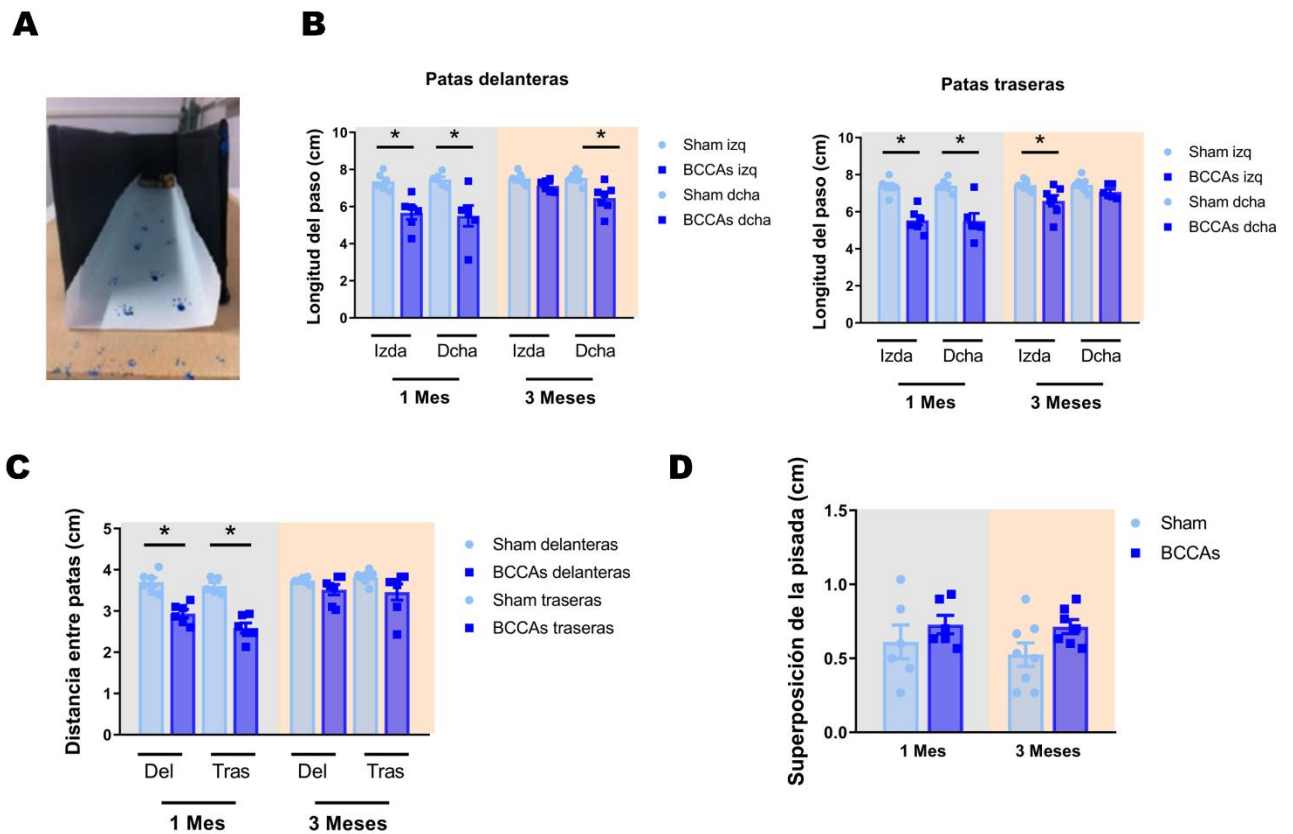 A
B
Patas delanteras
Longitud del paso (cm)
10
8
6
4
2
0
*
*
*
Izda
Dcha
Izda
Dcha
1 Mes
3 Meses
Sham izq
BCCAs izq
Sham dcha
BCCAs dcha
Patas traseras
Longitud del paso (cm)
10
8
6
4
2
0
*
*
*
Izda
Dcha
Izda
Dcha
1 Mes
3 Meses
Sham izq
BCCAs izq
Sham dcha
BCCAs dcha
C
Distancia entre patas (cm)
5
4
3
2
1
0
*
*
Del
Tras
Del
Tras
1 Mes
3 Meses
Sham delanteras
BCCAs delanteras
Sham traseras
BCCAs traseras
D
Superposición de la pisada (cm)
1.5
1.0
0.5
0.0
1 Mes
3 Meses
Sham
BCCAs